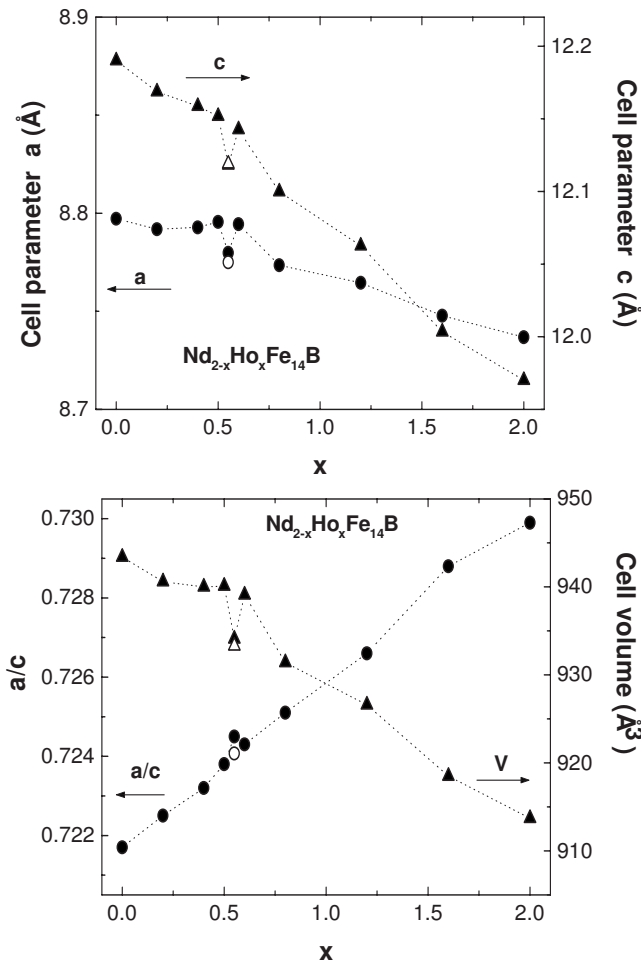 8.9
8.8
8.7
Cell parameter a (Å)
12.2
12.1
12.0
Cell parameter c (Å)
c
a
Nd₂₋ₓHoₓFe₁₄B
0.0 0.5 1.0 1.5 2.0
x
0.730
0.728
0.726
0.724
0.722
a/c
950
940
930
920
910
Cell volume (Å³)
Nd₂₋ₓHoₓFe₁₄B
a/c
V
0.0 0.5 1.0 1.5 2.0
x